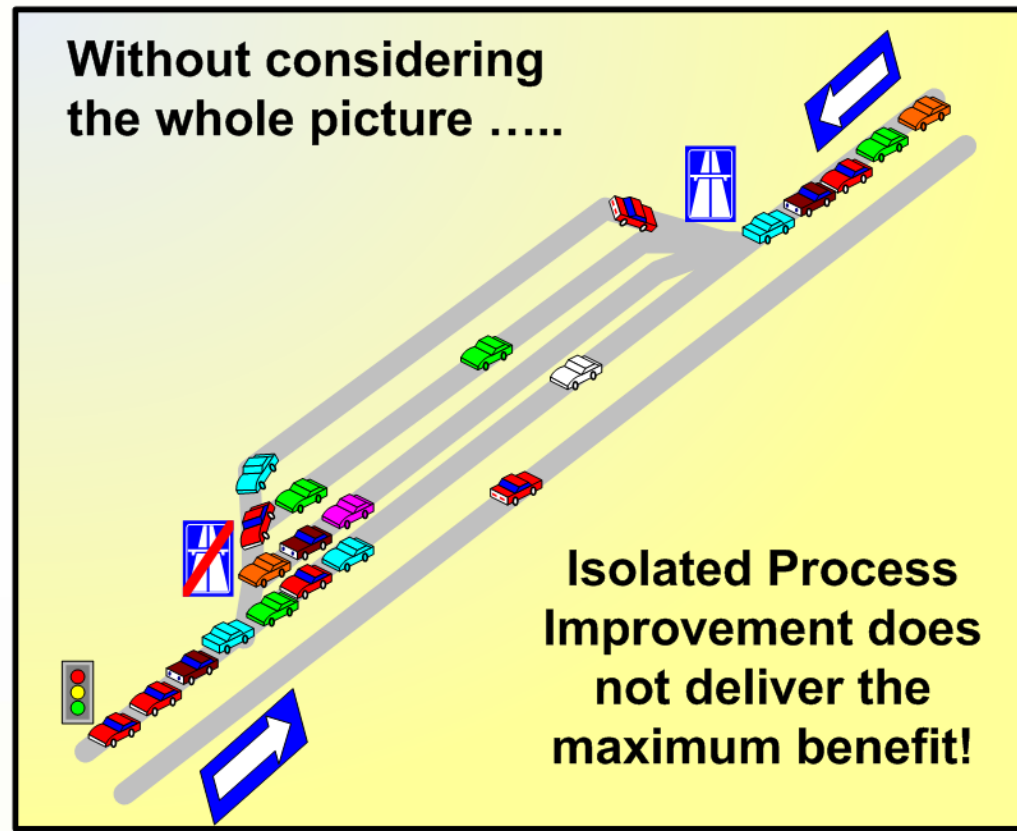 Without considering
the whole picture …..
Isolated Process
Improvement does
not deliver the
maximum benefit!